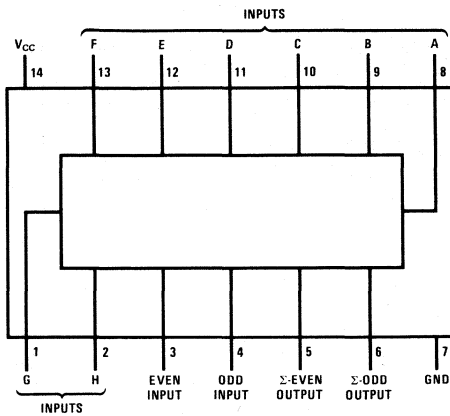 INPUTS
VCC F E D C B A
14 13 12 11 10 9 8
1 2 3 4 5 6 7
G H EVEN INPUT ODD INPUT Σ-EVEN OUTPUT Σ-ODD OUTPUT GND
INPUTS